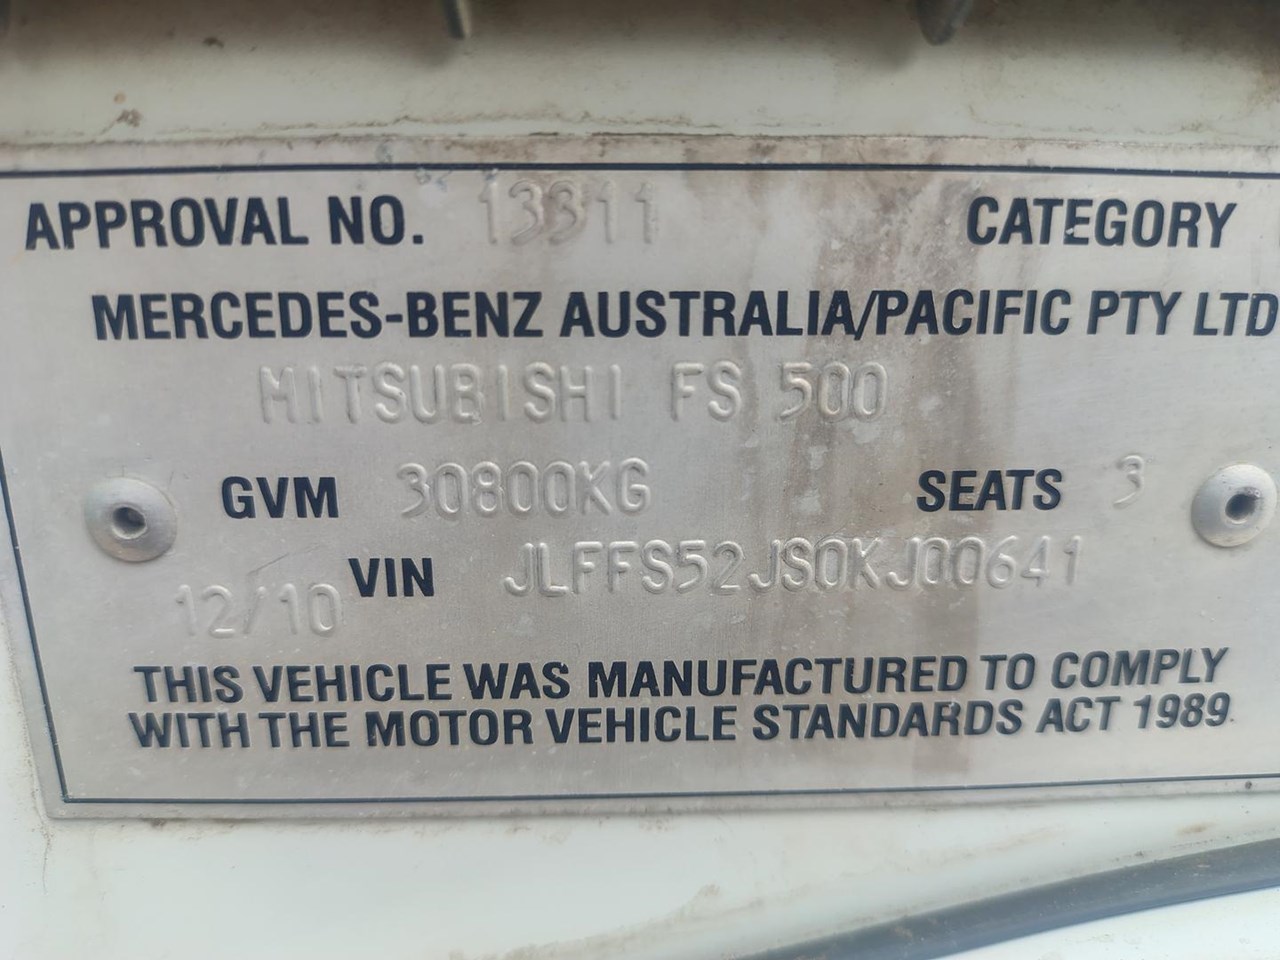 APPROVAL NO. 13311 CATEGORY
MERCEDES-BENZ AUSTRALIA/PACIFIC PTY LTD
MITSUBISHI FS 500
GVM 30800KG SEATS 3
VIN JLFFS52JS0KJ00641
12/10
THIS VEHICLE WAS MANUFACTURED TO COMPLY
WITH THE MOTOR VEHICLE STANDARDS ACT 1989.